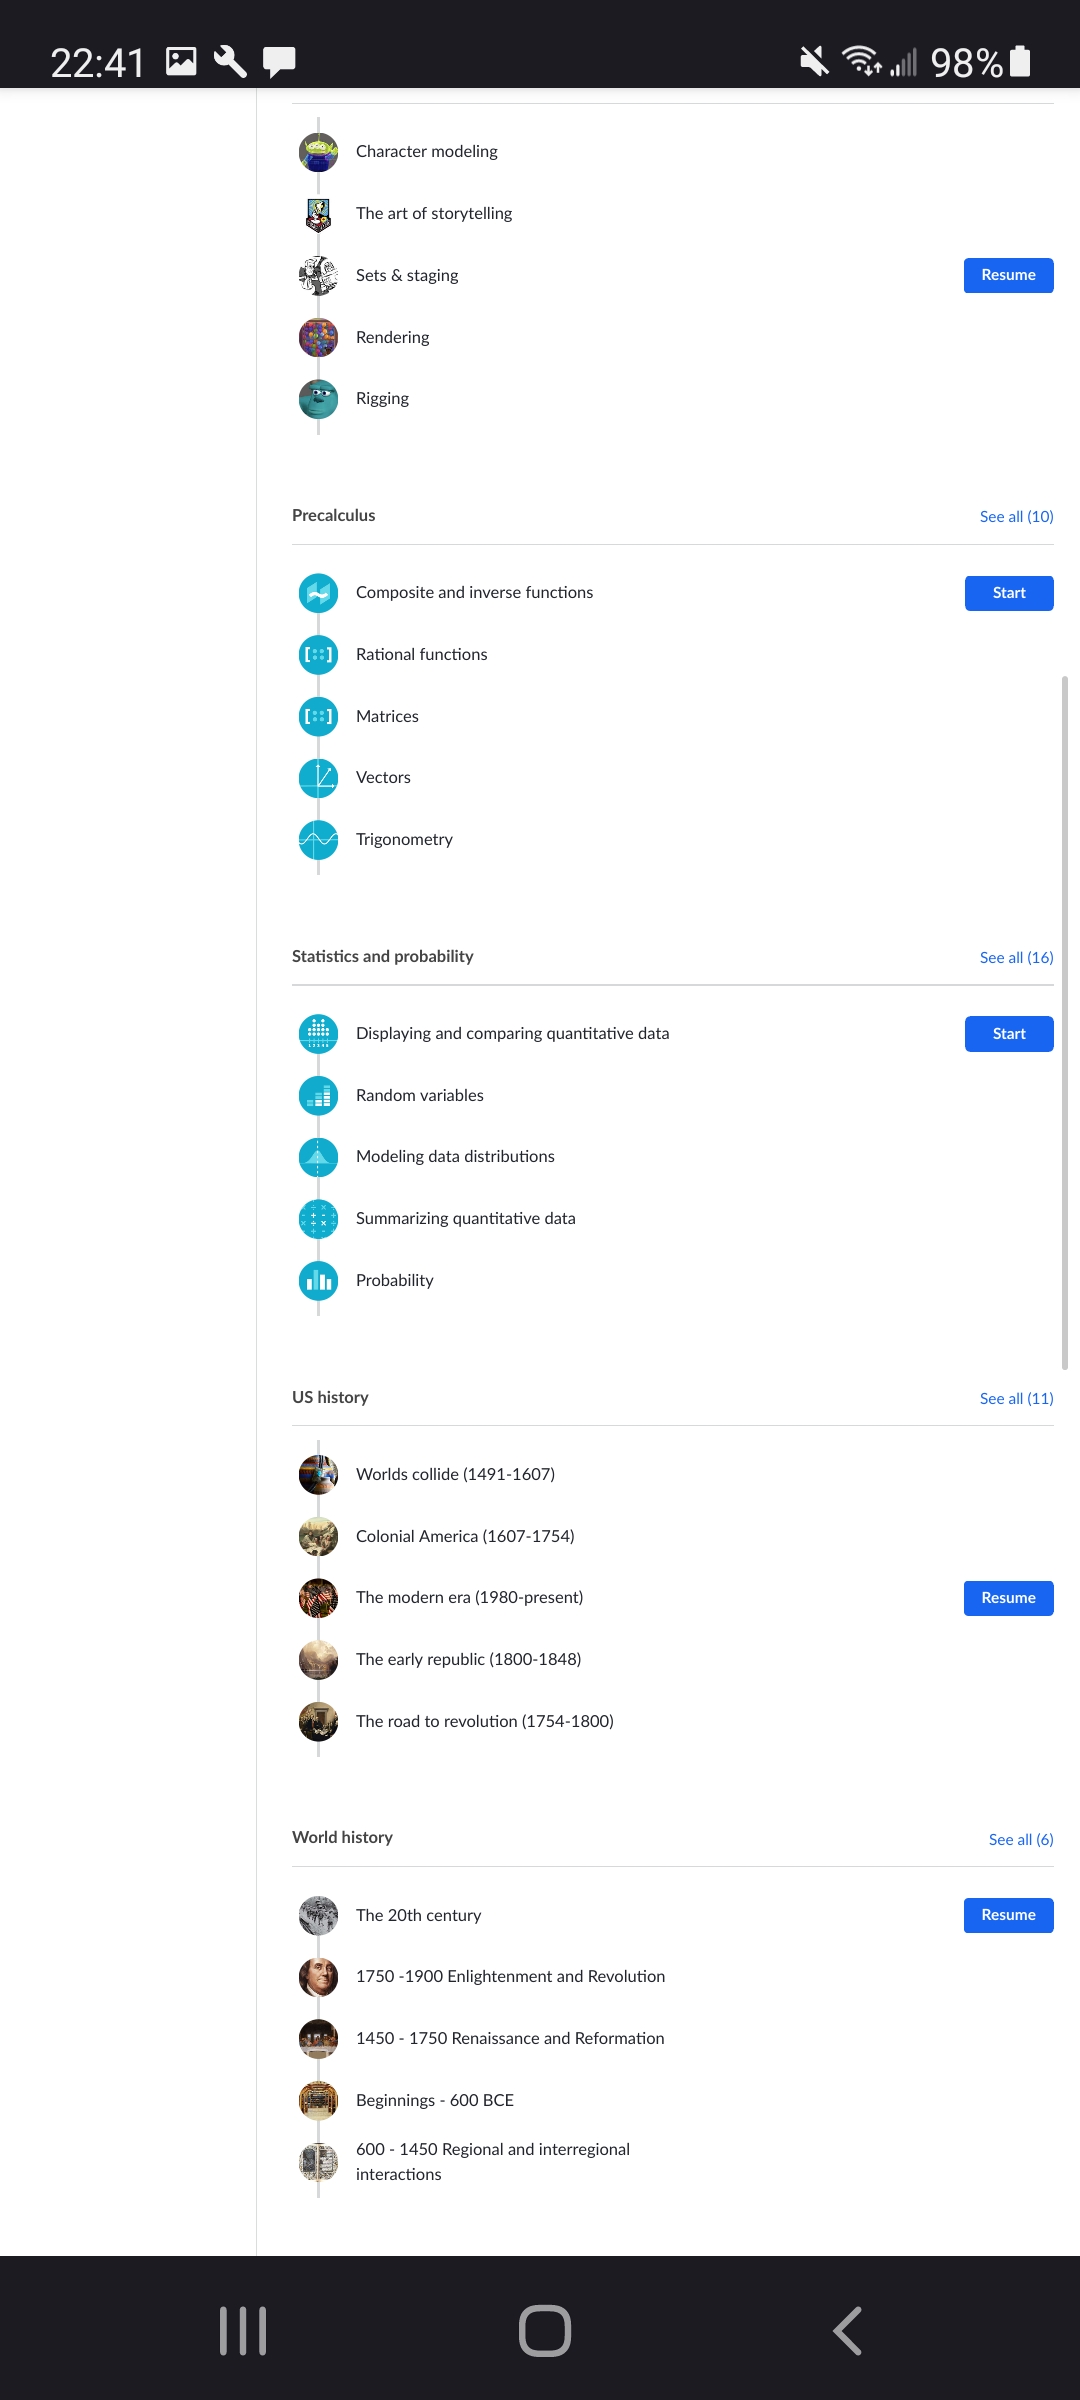 22:41 98%
Character modeling
The art of storytelling
Sets & staging Resume
Rendering
Rigging
Precalculus See all (10)
Composite and inverse functions Start
Rational functions
Matrices
Vectors
Trigonometry
Statistics and probability See all (16)
Displaying and comparing quantitative data Start
Random variables
Modeling data distributions
Summarizing quantitative data
Probability
US history See all (11)
Worlds collide (1491-1607)
Colonial America (1607-1754)
The modern era (1980-present) Resume
The early republic (1800-1848)
The road to revolution (1754-1800)
World history See all (6)
The 20th century Resume
1750 -1900 Enlightenment and Revolution
1450 - 1750 Renaissance and Reformation
Beginnings - 600 BCE
600 - 1450 Regional and interregional
interactions